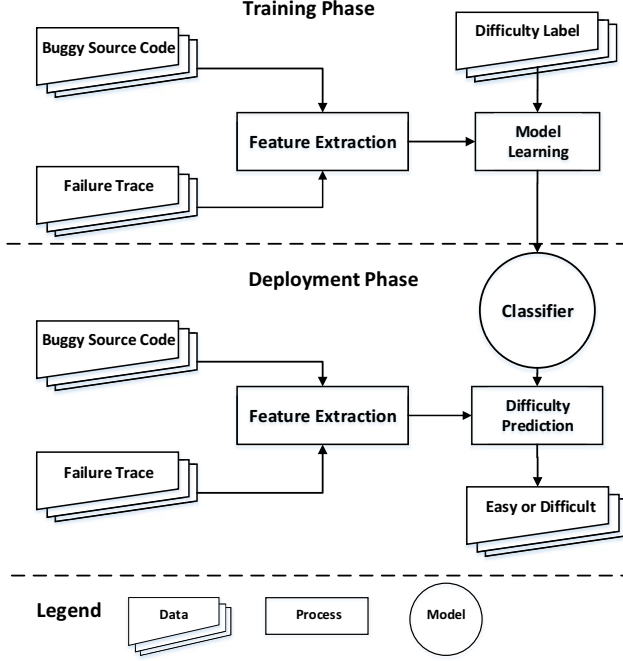 Training Phase
Buggy Source Code
Difficulty Label
Feature Extraction
Model
Learning
Failure Trace
Deployment Phase
Classifier
Buggy Source Code
Feature Extraction
Difficulty
Prediction
Failure Trace
Easy or Difficult
Legend
Data
Process
Model